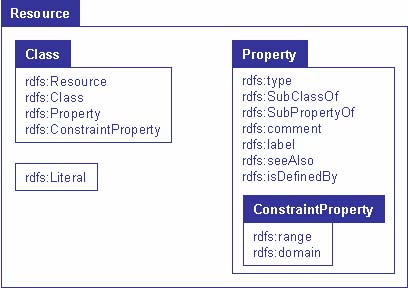 Resource
Class
rdfs:Resource
rdfs:Class
rdfs:Property
rdfs:ConstraintProperty
rdfs:Literal
Property
rdfs:type
rdfs:SubClassOf
rdfs:SubPropertyOf
rdfs:comment
rdfs:label
rdfs:seeAlso
rdfs:isDefinedBy
ConstraintProperty
rdfs:range
rdfs:domain